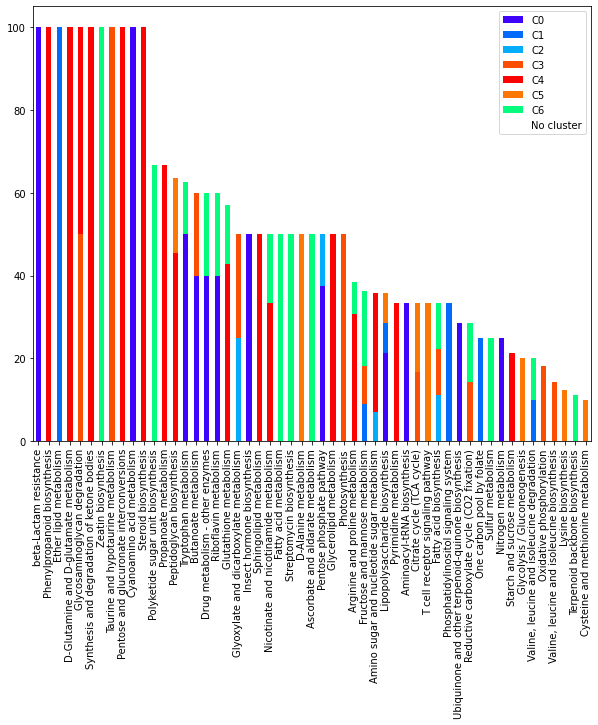 100
80
60
40
20
0
C0
C1
C2
C3
C4
C5
C6
No cluster
beta-Lactam resistance
Phenylpropanoid biosynthesis
Ether lipid metabolism
D-Glutamine and D-glutamate metabolism
Glycosaminoglycan degradation
Synthesis and degradation of ketone bodies
Zeatin biosynthesis
Taurine and hypotaurine metabolism
Pentose and glucuronate interconversions
Cyanoamino acid metabolism
Stilbenoid biosynthesis
Polyketide sugar unit biosynthesis
Propanoate metabolism
Peptidoglycan biosynthesis
Tryptophan metabolism
Butanoate metabolism
Drug metabolism - other enzymes
Riboflavin metabolism
Glutathione metabolism
Glyoxylate and dicarboxylate metabolism
Insect hormone biosynthesis
Sphingolipid metabolism
Nicotinate and nicotinamide metabolism
Fatty acid metabolism
Streptomycin biosynthesis
D-Alanine metabolism
Ascorbate and aldarate metabolism
Pentose phosphate pathway
Glycerolipid metabolism
Photosynthesis
Arginine and proline metabolism
Fructose and mannose metabolism
Amino sugar and nucleotide sugar metabolism
Lipopolysaccharide biosynthesis
Pyrimidine metabolism
Aminoacyl-tRNA biosynthesis
Citrate cycle (TCA cycle)
T cell receptor signaling pathway
Fatty acid biosynthesis
Phosphatidylinositol signaling system
Ubiquinone and other terpenoid-quinone biosynthesis
Reductive carboxylate cycle (CO2 fixation)
One carbon pool by folate
Sulfur metabolism
Nitrogen metabolism
Starch and sucrose metabolism
Glycolysis / Gluconeogenesis
Valine, leucine and isoleucine degradation
Oxidative phosphorylation
Valine, leucine and isoleucine biosynthesis
Lysine biosynthesis
Terpenoid backbone biosynthesis
Cysteine and methionine metabolism